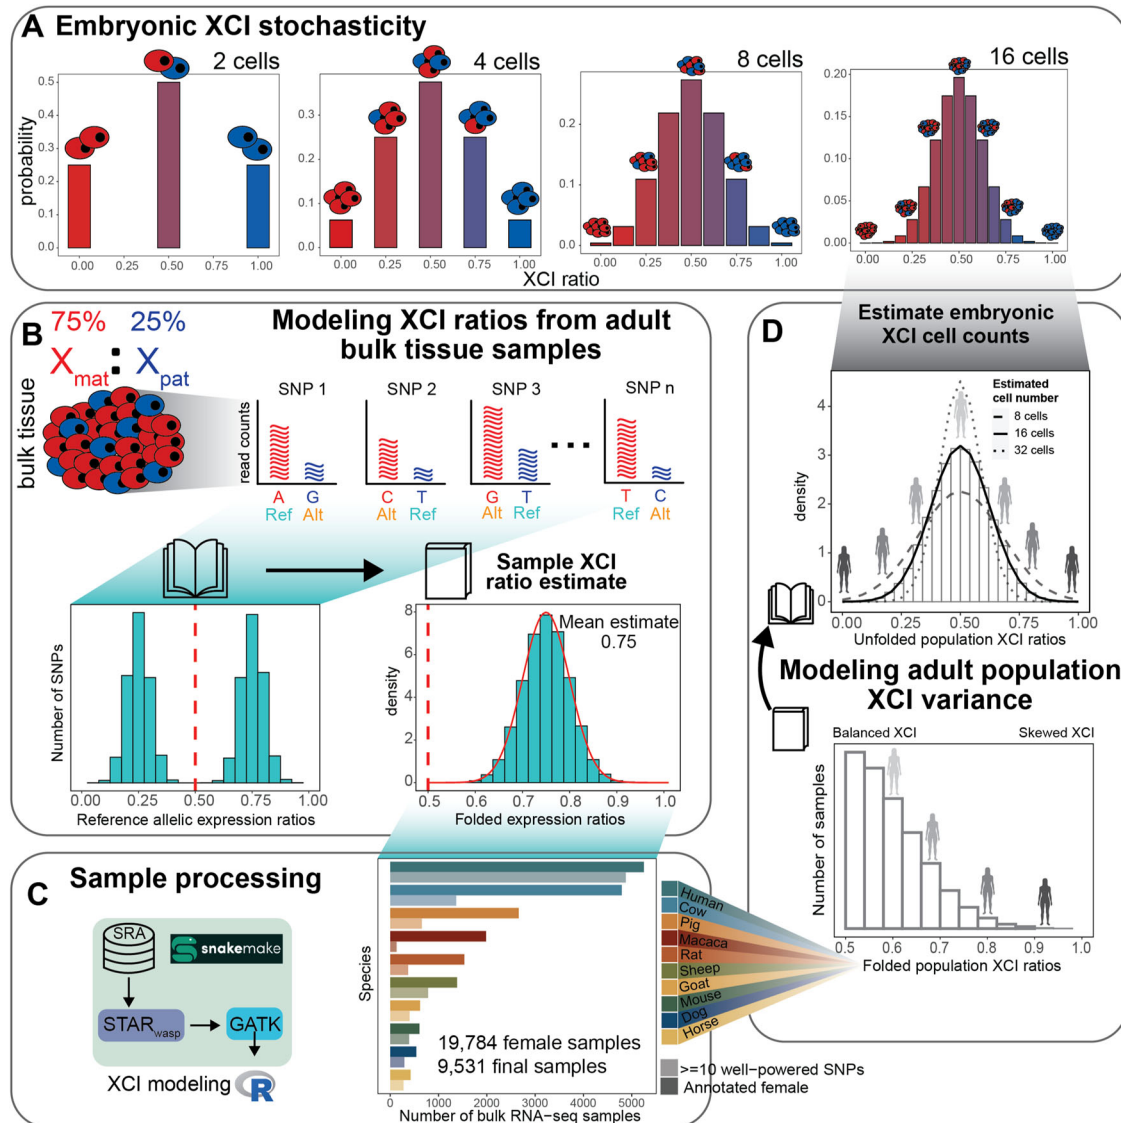 A Embryonic XCI stochasticity
2 cells
4 cells
8 cells
16 cells
probability
0.5
0.4
0.3
0.2
0.1
0.0
0.00 0.25 0.50 0.75 1.00
0.3
0.2
0.1
0.0
0.00 0.25 0.50 0.75 1.00
0.2
0.1
0.0
0.00 0.25 0.50 0.75 1.00
0.20
0.15
0.10
0.05
0.00
0.00 0.25 0.50 0.75 1.00
XCI ratio
B
75% 25%
Xmat : Xpat
bulk tissue
Modeling XCI ratios from adult
bulk tissue samples
read counts
SNP 1
SNP 2
SNP 3
SNP n
A G
Ref Alt
C T
Alt Ref
G T
Alt Ref
T C
Ref Alt
Sample XCI
ratio estimate
Number of SNPs
0.00 0.25 0.50 0.75 1.00
Reference allelic expression ratios
density
8
6
4
2
0
Mean estimate
0.75
0.5 0.6 0.7 0.8 0.9 1.0
Folded expression ratios
C Sample processing
SRA
snakemake
STARwasp
GATK
XCI modeling R
Species
19,784 female samples
9,531 final samples
0 1000 2000 3000 4000 5000
Number of bulk RNA-seq samples
Human
Cow
Pig
Macaca
Rat
Sheep
Goat
Mouse
Dog
Horse
>=10 well-powered SNPs
Annotated female
D
Estimate embryonic
XCI cell counts
density
4
3
2
1
0
Estimated
cell number
8 cells
16 cells
32 cells
0.00 0.25 0.50 0.75 1.00
Unfolded population XCI ratios
Modeling adult population
XCI variance
Balanced XCI
Skewed XCI
Number of samples
0.5 0.6 0.7 0.8 0.9 1.0
Folded population XCI ratios